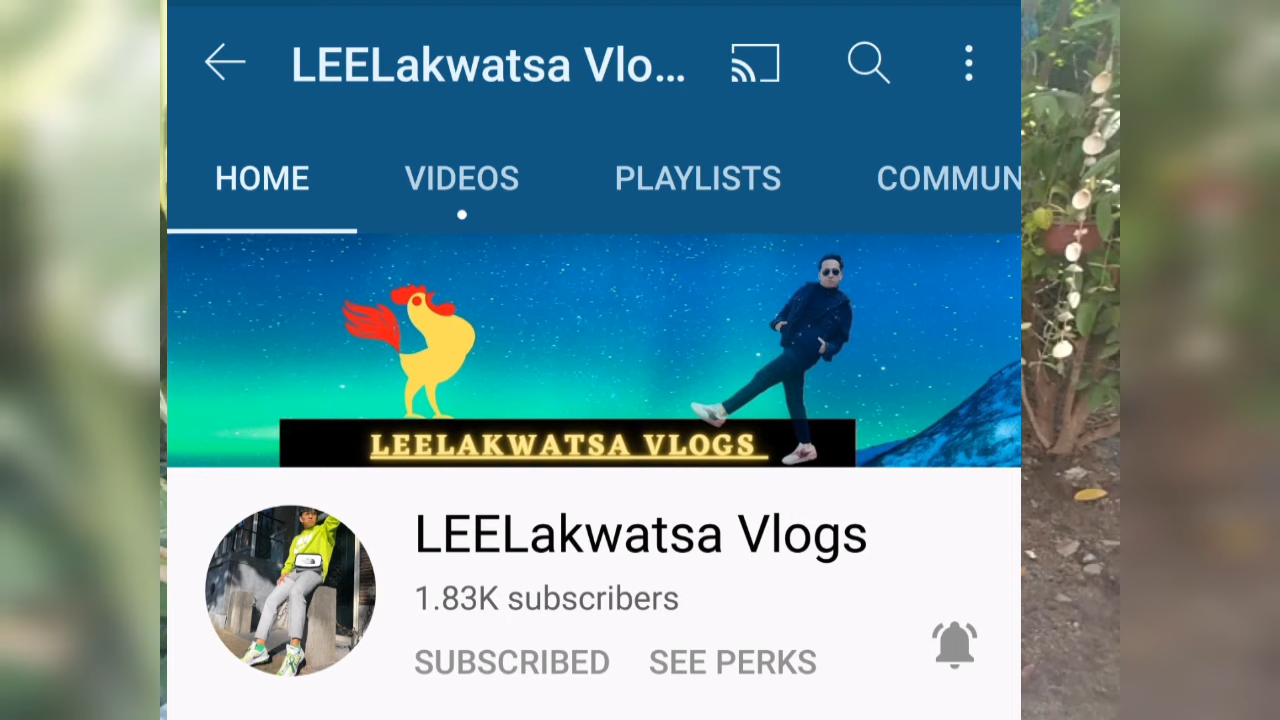 LEELakwatsa Vlo...
HOME VIDEOS PLAYLISTS COMMUN
LEELAKWATSA VLOGS
LEELakwatsa Vlogs
1.83K subscribers
SUBSCRIBED SEE PERKS